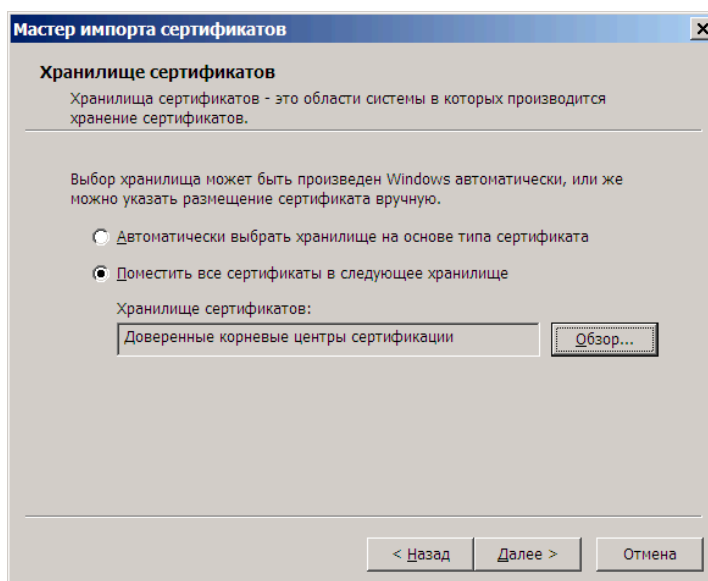 Мастер импорта сертификатов
Хранилище сертификатов
Хранилища сертификатов - это области системы в которых производится
хранение сертификатов.
Выбор хранилища может быть произведен Windows автоматически, или же
можно указать размещение сертификата вручную.
Автоматически выбрать хранилище на основе типа сертификата
Поместить все сертификаты в следующее хранилище
Хранилище сертификатов:
Доверенные корневые центры сертификации
Обзор...
< Назад
Далее >
Отмена